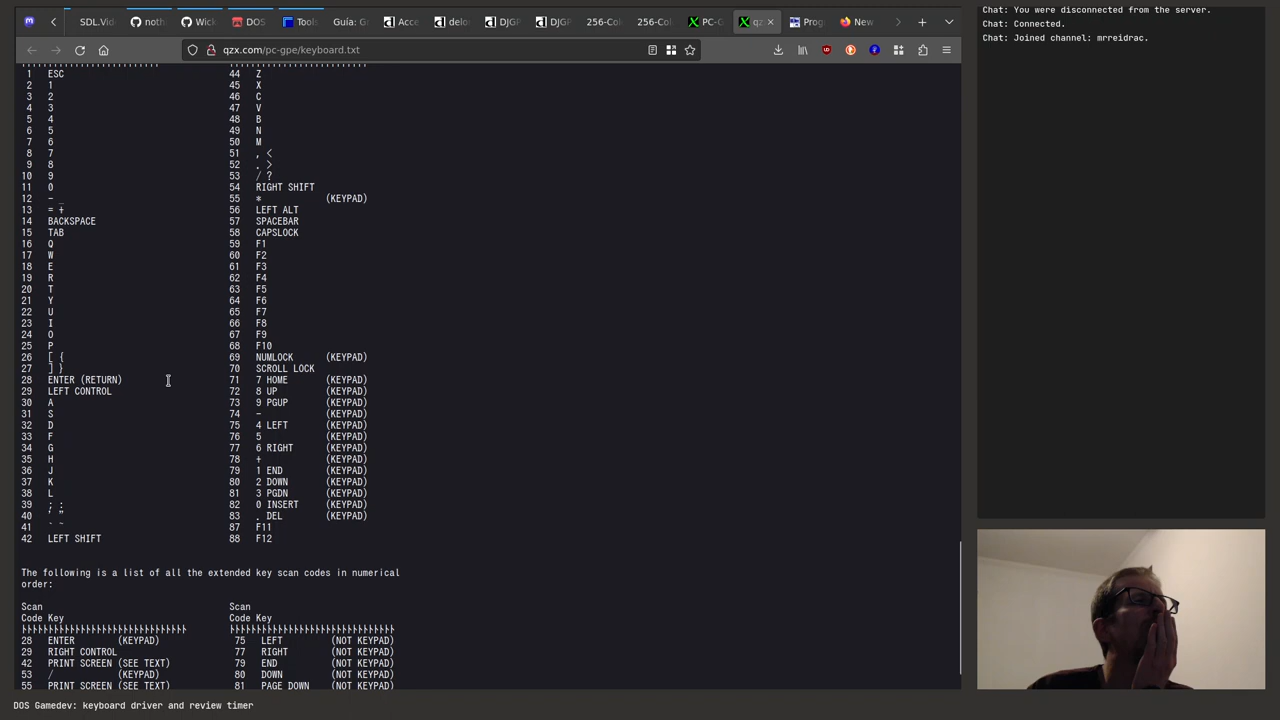 SDL.Vid
noth
Wick
DOS
Tools
Guía: Gr
Acce
delor
DJGP
DJGP
256-Col
256-Col
PC-G
qz
Prog
New
qzx.com/pc-gpe/keyboard.txt
1 ESC 44 Z
2 1 45 X
3 2 46 C
4 3 47 V
5 4 48 B
6 5 49 N
7 6 50 M
8 7 51 , <
9 8 52 . >
10 9 53 / ?
11 0 54 RIGHT SHIFT
12 - _ 55 * (KEYPAD)
13 = + 56 LEFT ALT
14 BACKSPACE 57 SPACEBAR
15 TAB 58 CAPSLOCK
16 Q 59 F1
17 W 60 F2
18 E 61 F3
19 R 62 F4
20 T 63 F5
21 Y 64 F6
22 U 65 F7
23 I 66 F8
24 O 67 F9
25 P 68 F10
26 [ { 69 NUMLOCK (KEYPAD)
27 ] } 70 SCROLL LOCK
28 ENTER (RETURN) 71 7 HOME (KEYPAD)
29 LEFT CONTROL 72 8 UP (KEYPAD)
30 A 73 9 PGUP (KEYPAD)
31 S 74 - (KEYPAD)
32 D 75 4 LEFT (KEYPAD)
33 F 76 5 (KEYPAD)
34 G 77 6 RIGHT (KEYPAD)
35 H 78 + (KEYPAD)
36 J 79 1 END (KEYPAD)
37 K 80 2 DOWN (KEYPAD)
38 L 81 3 PGDN (KEYPAD)
39 ; : 82 0 INSERT (KEYPAD)
40 ' " 83 . DEL (KEYPAD)
41 ` ~ 87 F11
42 LEFT SHIFT 88 F12
The following is a list of all the extended key scan codes in numerical
order:
Scan Scan
Code Key Code Key
28 ENTER (KEYPAD) 75 LEFT (NOT KEYPAD)
29 RIGHT CONTROL 77 RIGHT (NOT KEYPAD)
42 PRINT SCREEN (SEE TEXT) 79 END (NOT KEYPAD)
53 / (KEYPAD) 80 DOWN (NOT KEYPAD)
55 PRINT SCREEN (SEE TEXT) 81 PAGE DOWN (NOT KEYPAD)
Chat: You were disconnected from the server.
Chat: Connected.
Chat: Joined channel: mrreidrac.
DOS Gamedev: keyboard driver and review timer